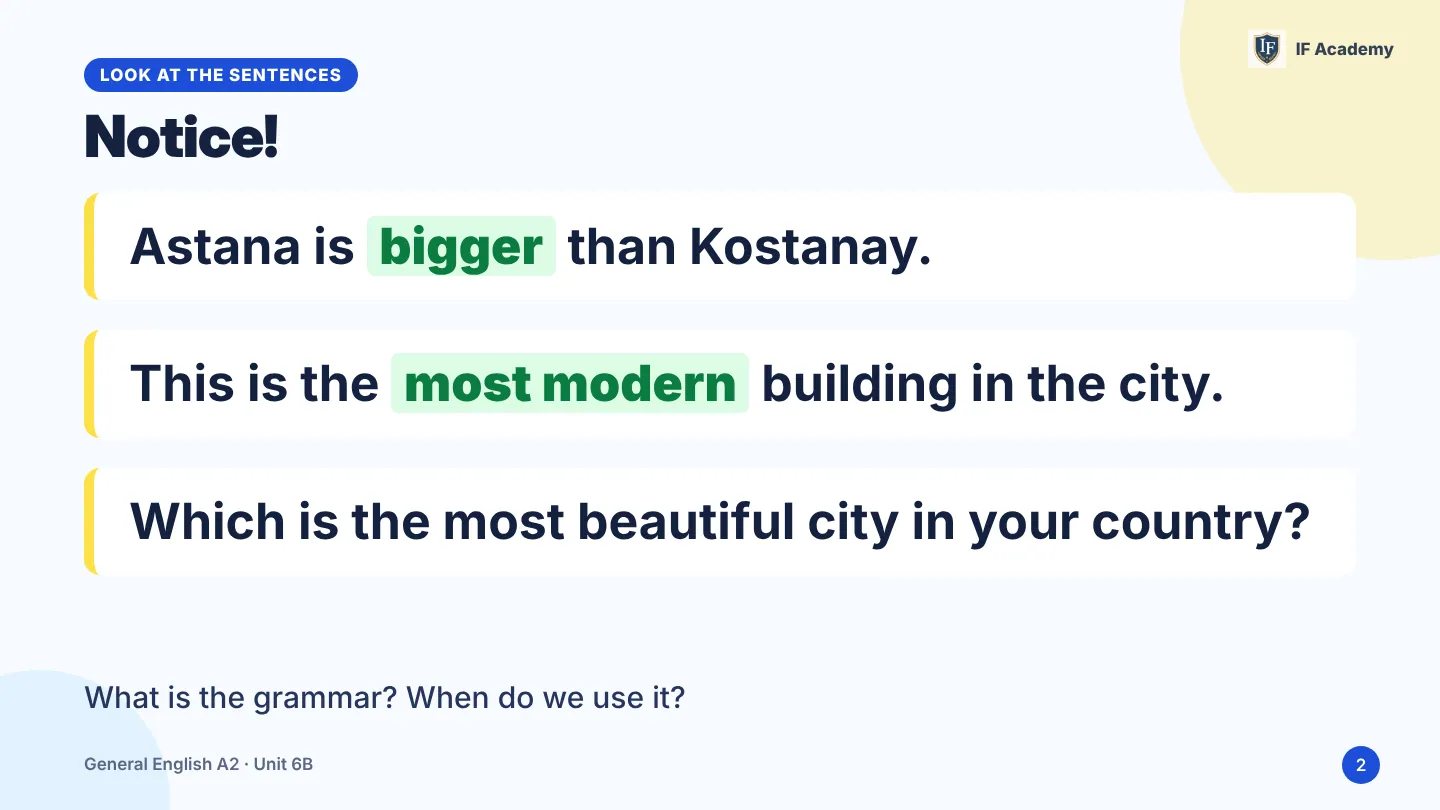 IF
IF Academy
LOOK AT THE SENTENCES
Notice!
Astana is bigger than Kostanay.
This is the most modern building in the city.
Which is the most beautiful city in your country?
What is the grammar? When do we use it?
General English A2 · Unit 6B
2